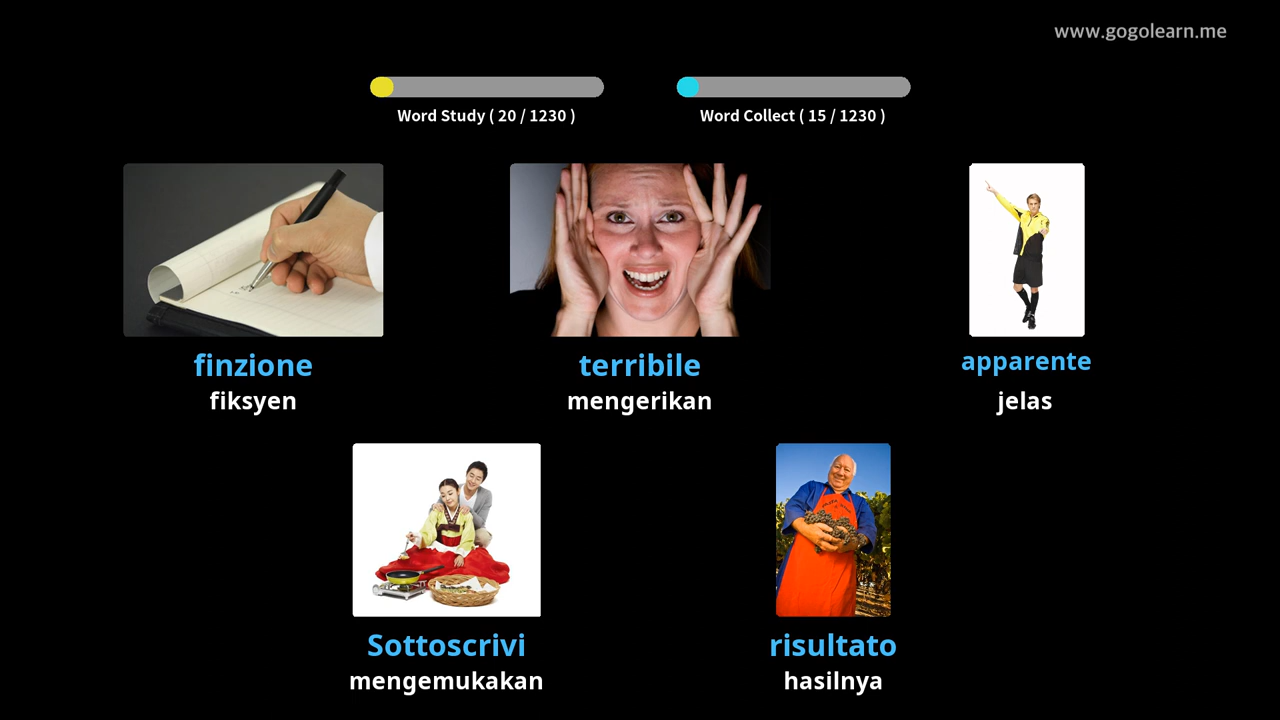 www.gogolearn.me
Word Study ( 20 / 1230 )
Word Collect ( 15 / 1230 )
finzione
fiksyen
terribile
mengerikan
apparente
jelas
Sottoscrivi
mengemukakan
risultato
hasilnya